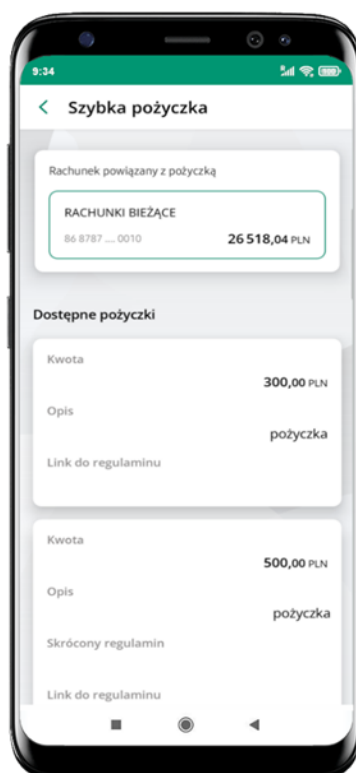 9:34
Szybka pożyczka
Rachunek powiązany z pożyczką
RACHUNKI BIEŻĄCE
86 8787 .... 0010 26 518,04 PLN
Dostępne pożyczki
Kwota
300,00 PLN
Opis
pożyczka
Link do regulaminu
Kwota
500,00 PLN
Opis
pożyczka
Skrócony regulamin
Link do regulaminu